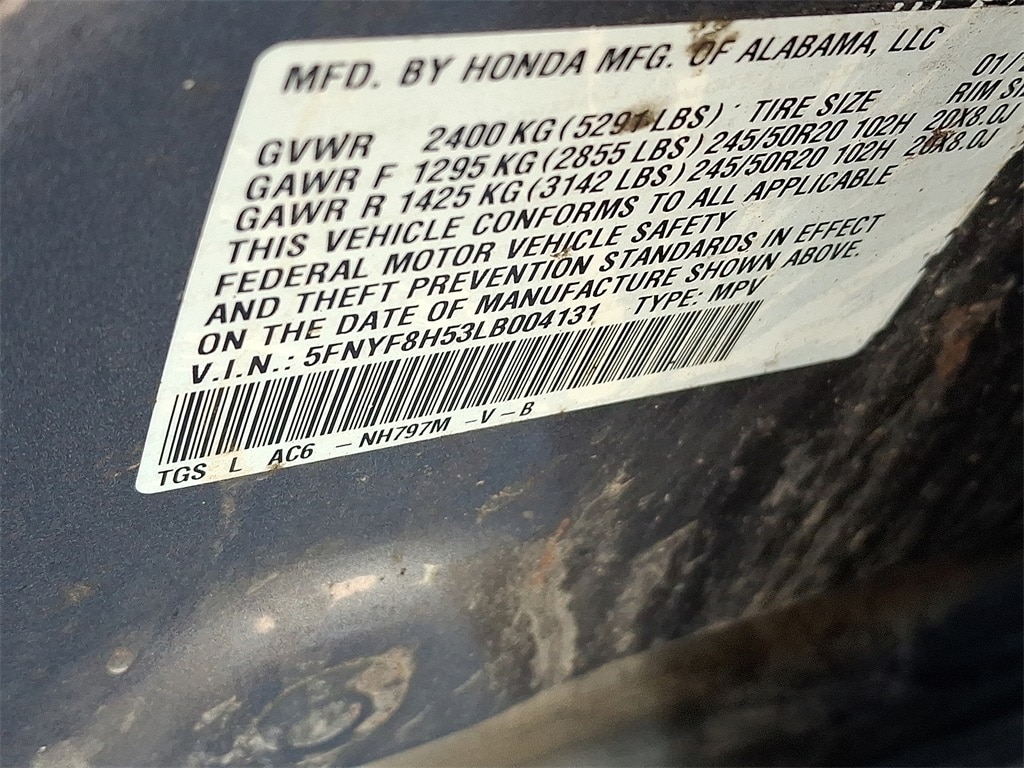 MFD. BY HONDA MFG. OF ALABAMA, LLC
01/
GVWR 2400 KG (5291 LBS) TIRE SIZE RIM
GAWR F 1295 KG (2855 LBS) 245/50R20 102H 20X8.0J
GAWR R 1425 KG (3142 LBS) 245/50R20 102H 20X8.0J
THIS VEHICLE CONFORMS TO ALL APPLICABLE
FEDERAL MOTOR VEHICLE SAFETY
AND THEFT PREVENTION STANDARDS IN EFFECT
ON THE DATE OF MANUFACTURE SHOWN ABOVE.
V.I.N.: 5FNYF8H53LB004131 TYPE: MPV
TGS L AC6 - NH797M - V - B